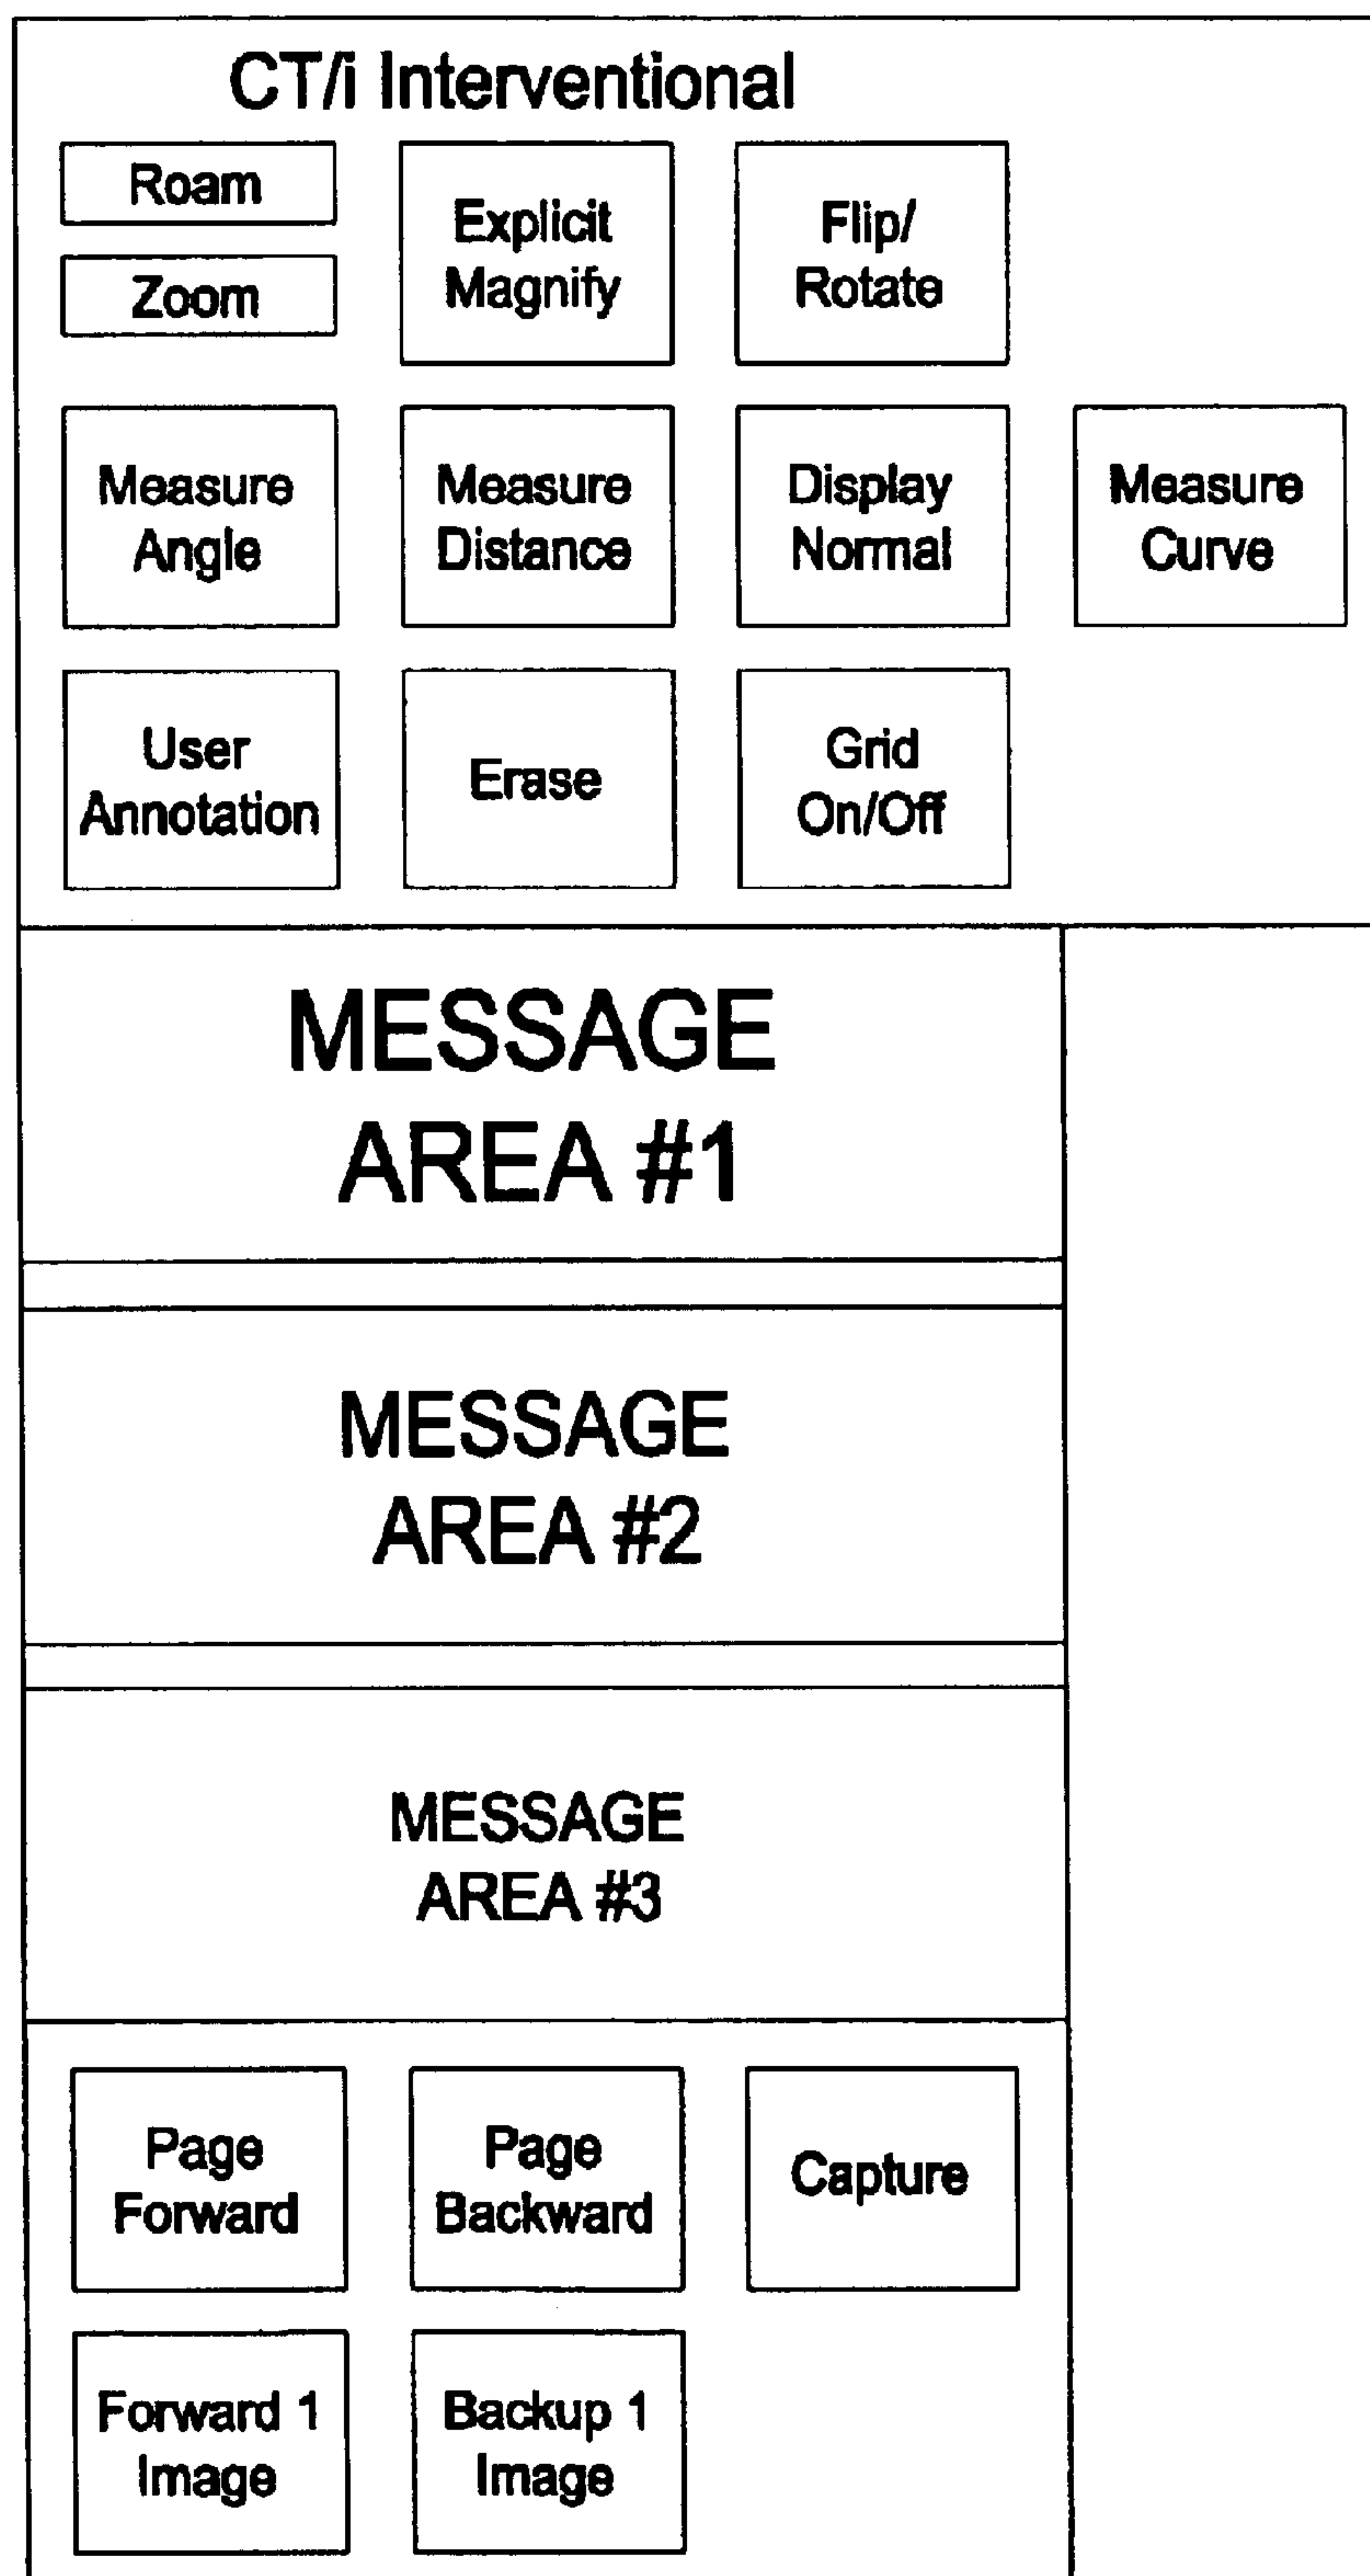 CT/i Interventional
Roam
Zoom
Explicit
Magnify
Flip/
Rotate
Measure
Angle
Measure
Distance
Display
Normal
Measure
Curve
User
Annotation
Erase
Grid
On/Off
MESSAGE
AREA #1
MESSAGE
AREA #2
MESSAGE
AREA #3
Page
Forward
Page
Backward
Capture
Forward 1
Image
Backup 1
Image